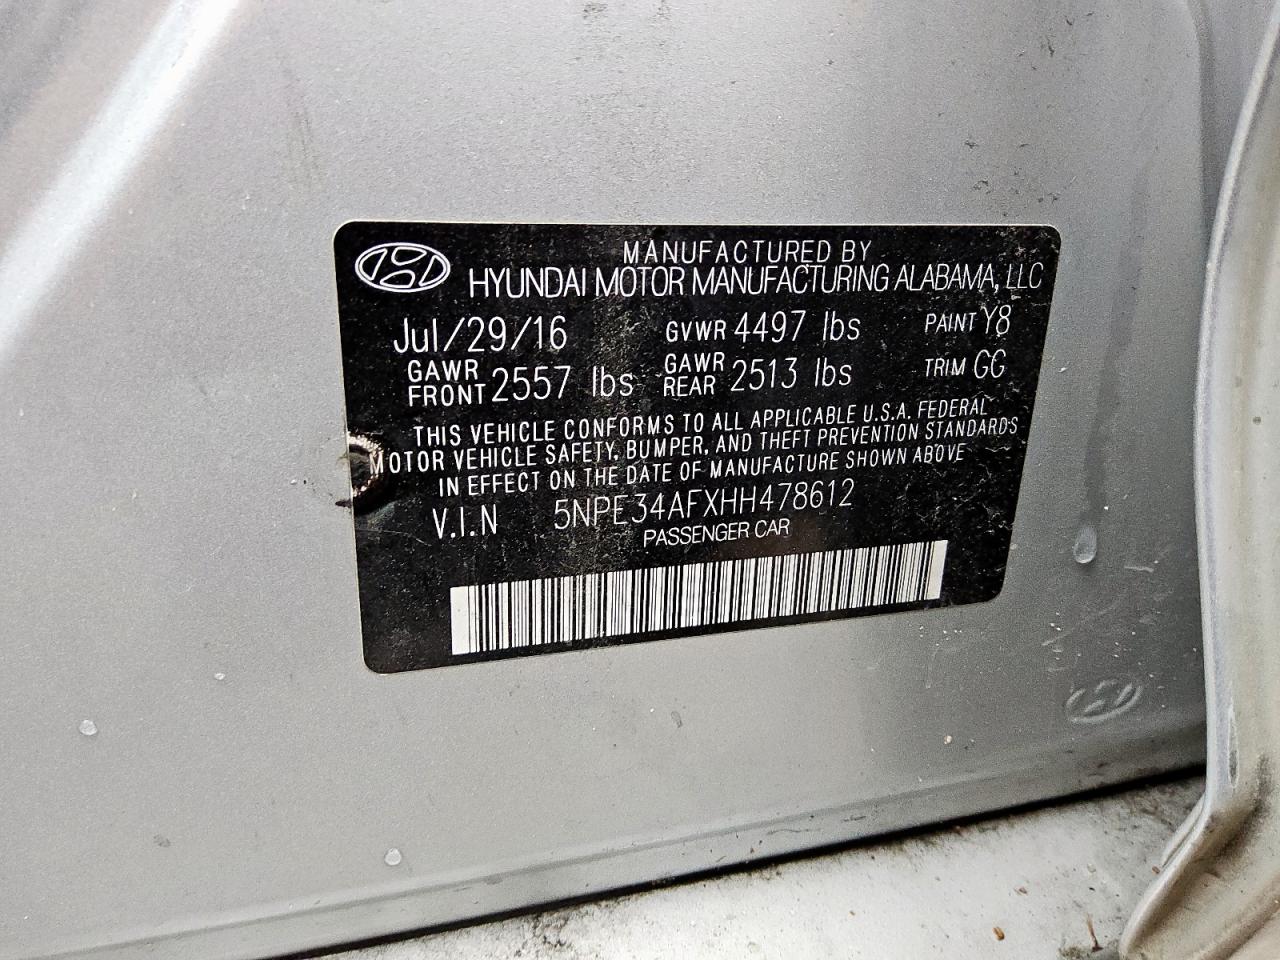 MANUFACTURED BY
HYUNDAI MOTOR MANUFACTURING ALABAMA, LLC
Jul/29/16 GVWR 4497 lbs PAINT Y8
GAWR FRONT 2557 lbs GAWR REAR 2513 lbs TRIM GG
THIS VEHICLE CONFORMS TO ALL APPLICABLE U.S.A. FEDERAL
MOTOR VEHICLE SAFETY, BUMPER, AND THEFT PREVENTION STANDARDS
IN EFFECT ON THE DATE OF MANUFACTURE SHOWN ABOVE
V.I.N 5NPE34AFXHH478612
PASSENGER CAR